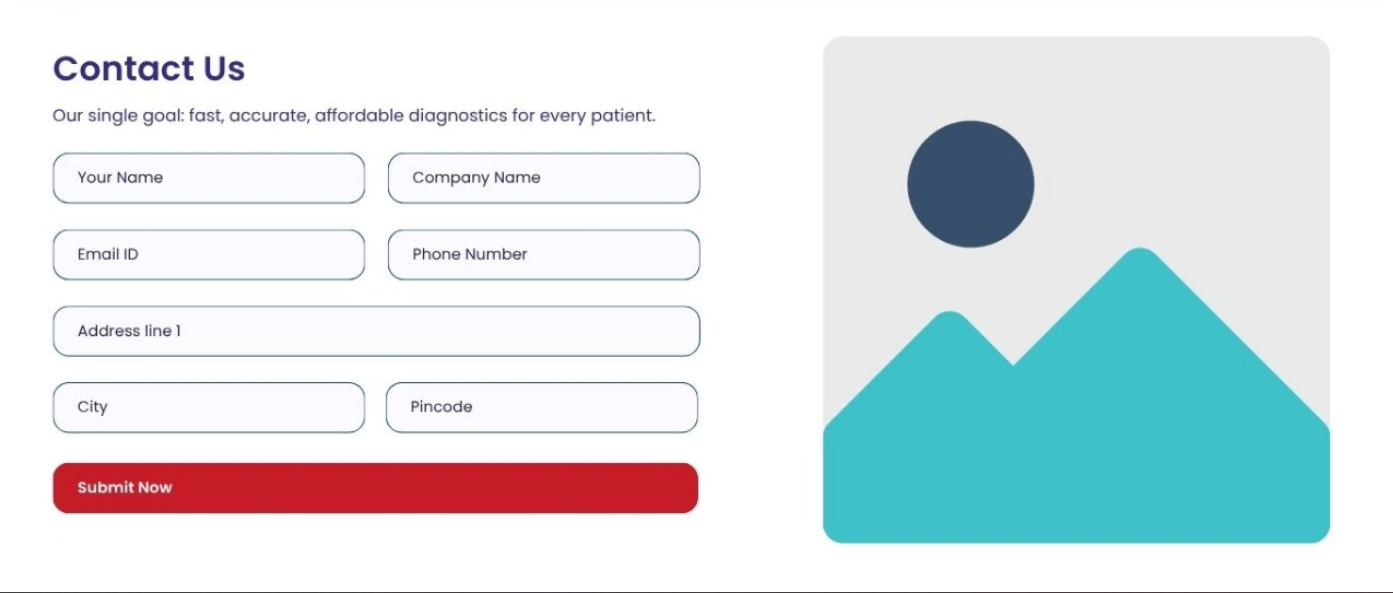 Contact Us
Our single goal: fast, accurate, affordable diagnostics for every patient.
Your Name
Company Name
Email ID
Phone Number
Address line 1
City
Pincode
Submit Now